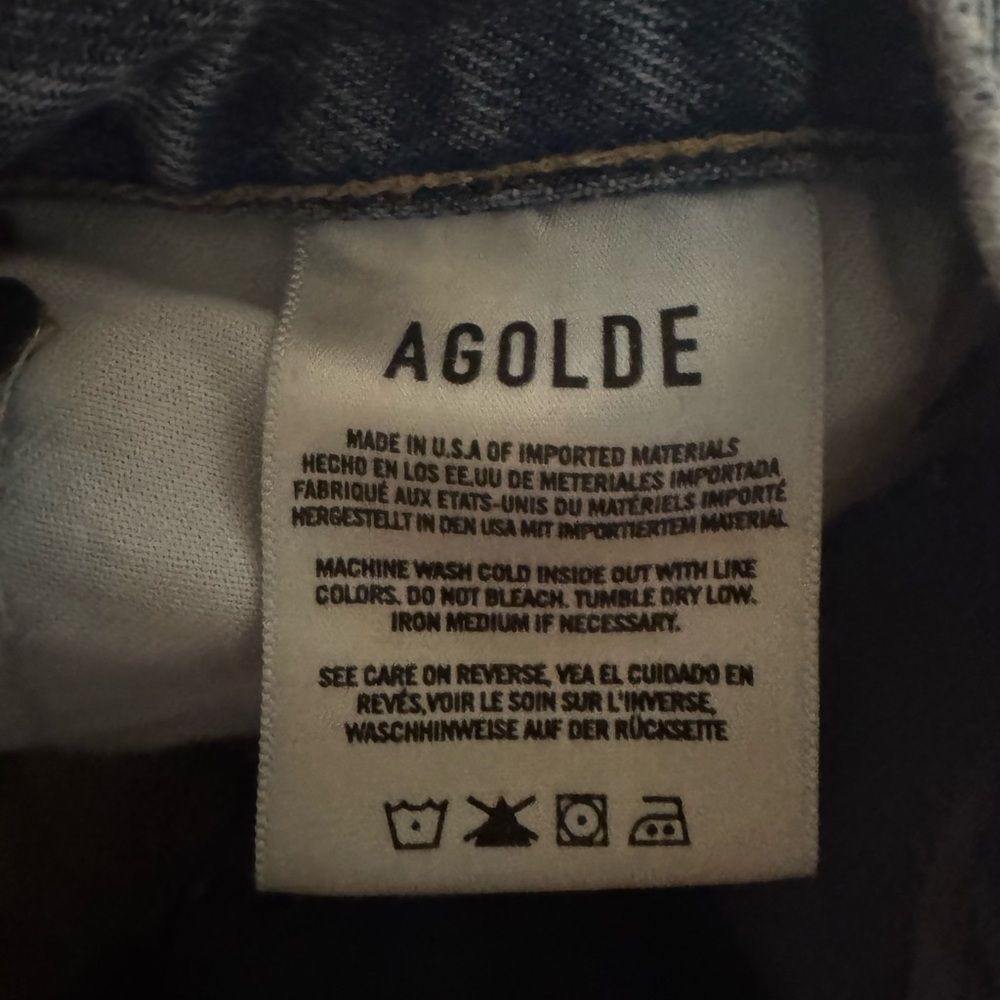 AGOLDE
MADE IN U.S.A OF IMPORTED MATERIALS
HECHO EN LOS EE.UU DE METERIALES IMPORTADA
FABRIQUÉ AUX ETATS-UNIS DU MATÉRIELS IMPORTÉ
HERGESTELLT IN DEN USA MIT IMPORTIERTEM MATERIAL
MACHINE WASH COLD INSIDE OUT WITH LIKE
COLORS. DO NOT BLEACH. TUMBLE DRY LOW.
IRON MEDIUM IF NECESSARY.
SEE CARE ON REVERSE, VEA EL CUIDADO EN
REVÉS, VOIR LE SOIN SUR L'INVERSE,
WASCHHINWEISE AUF DER RÜCKSEITE